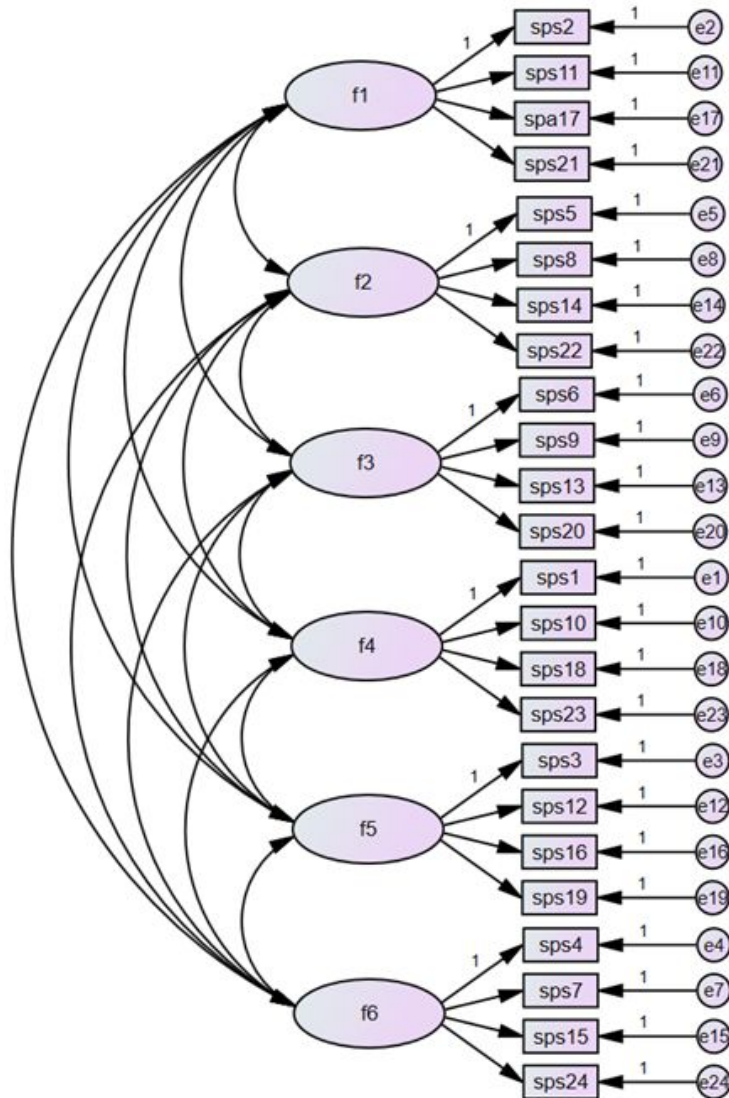 1 sps2 1 e2
sps11 1 e11
f1
spa17 1 e17
sps21 1 e21
1 sps5 1 e5
sps8 1 e8
f2
sps14 1 e14
sps22 1 e22
1 sps6 1 e6
sps9 1 e9
f3
sps13 1 e13
sps20 1 e20
1 sps1 1 e1
sps10 1 e10
f4
sps18 1 e18
sps23 1 e23
1 sps3 1 e3
sps12 1 e12
f5
sps16 1 e16
sps19 1 e19
1 sps4 1 e4
sps7 1 e7
f6
sps15 1 e15
sps24 1 e24